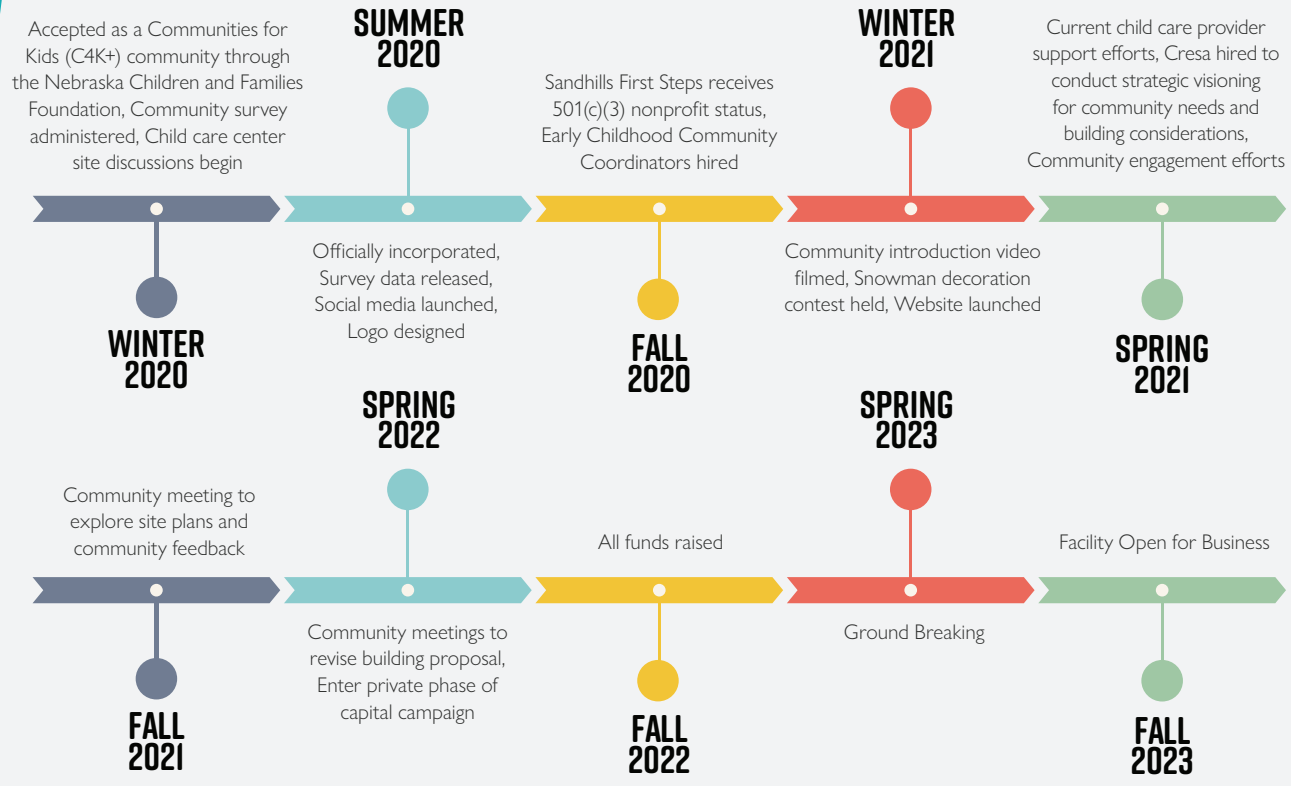 Accepted as a Communities for
Kids (C4K+) community through
the Nebraska Children and Families
Foundation, Community survey
administered, Child care center
site discussions begin
WINTER
2020
SUMMER
2020
Officially incorporated,
Survey data released,
Social media launched,
Logo designed
Sandhills First Steps receives
501(c)(3) nonprofit status,
Early Childhood Community
Coordinators hired
FALL
2020
WINTER
2021
Community introduction video
filmed, Snowman decoration
contest held, Website launched
Current child care provider
support efforts, Cresa hired to
conduct strategic visioning
for community needs and
building considerations,
Community engagement efforts
SPRING
2021
Community meeting to
explore site plans and
community feedback
FALL
2021
SPRING
2022
Community meetings to
revise building proposal,
Enter private phase of
capital campaign
All funds raised
FALL
2022
SPRING
2023
Ground Breaking
Facility Open for Business
FALL
2023